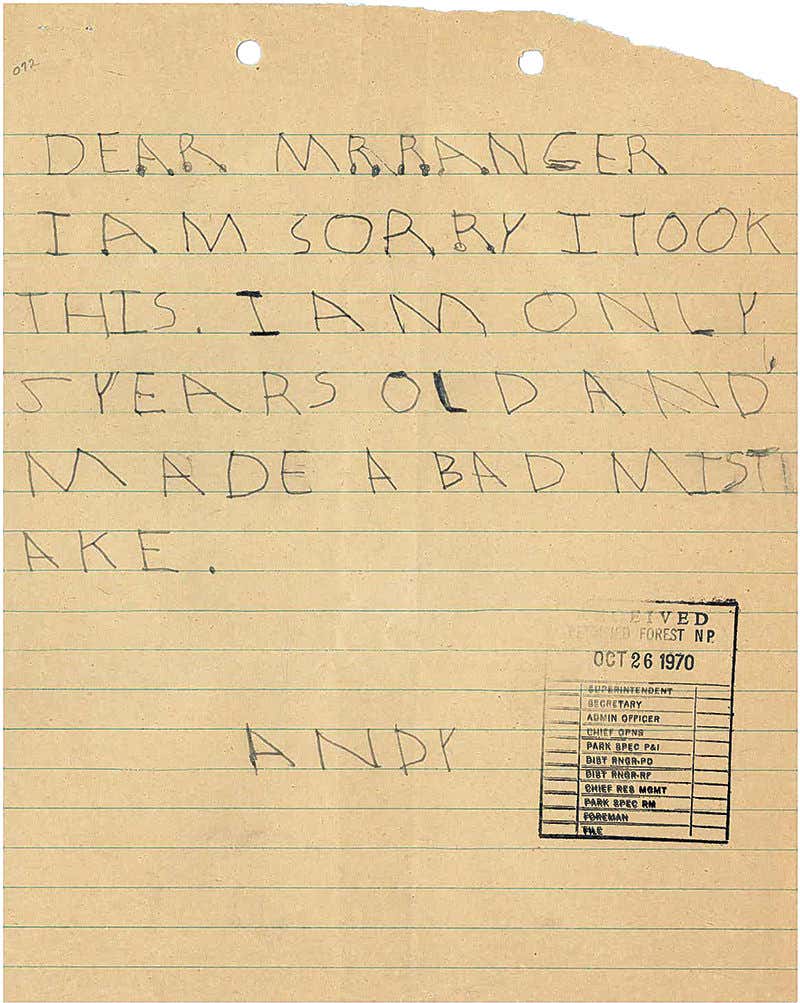 072
DEAR MR. RANGER
I AM SORRY I TOOK
THIS. I AM ONLY
5 YEARS OLD AND
MADE A BAD MIST
AKE.
ANDY
FOREST N.P.
OCT 26 1970
SUPERINTENDENT
SECRETARY
ADMIN OFFICER
CHIEF OPNS
PARK SPEC P&I
DIST RNGR-PD
DIST RNGR-RF
CHIEF RES MGMT
PARK SPEC RM
FOREMAN
FILE